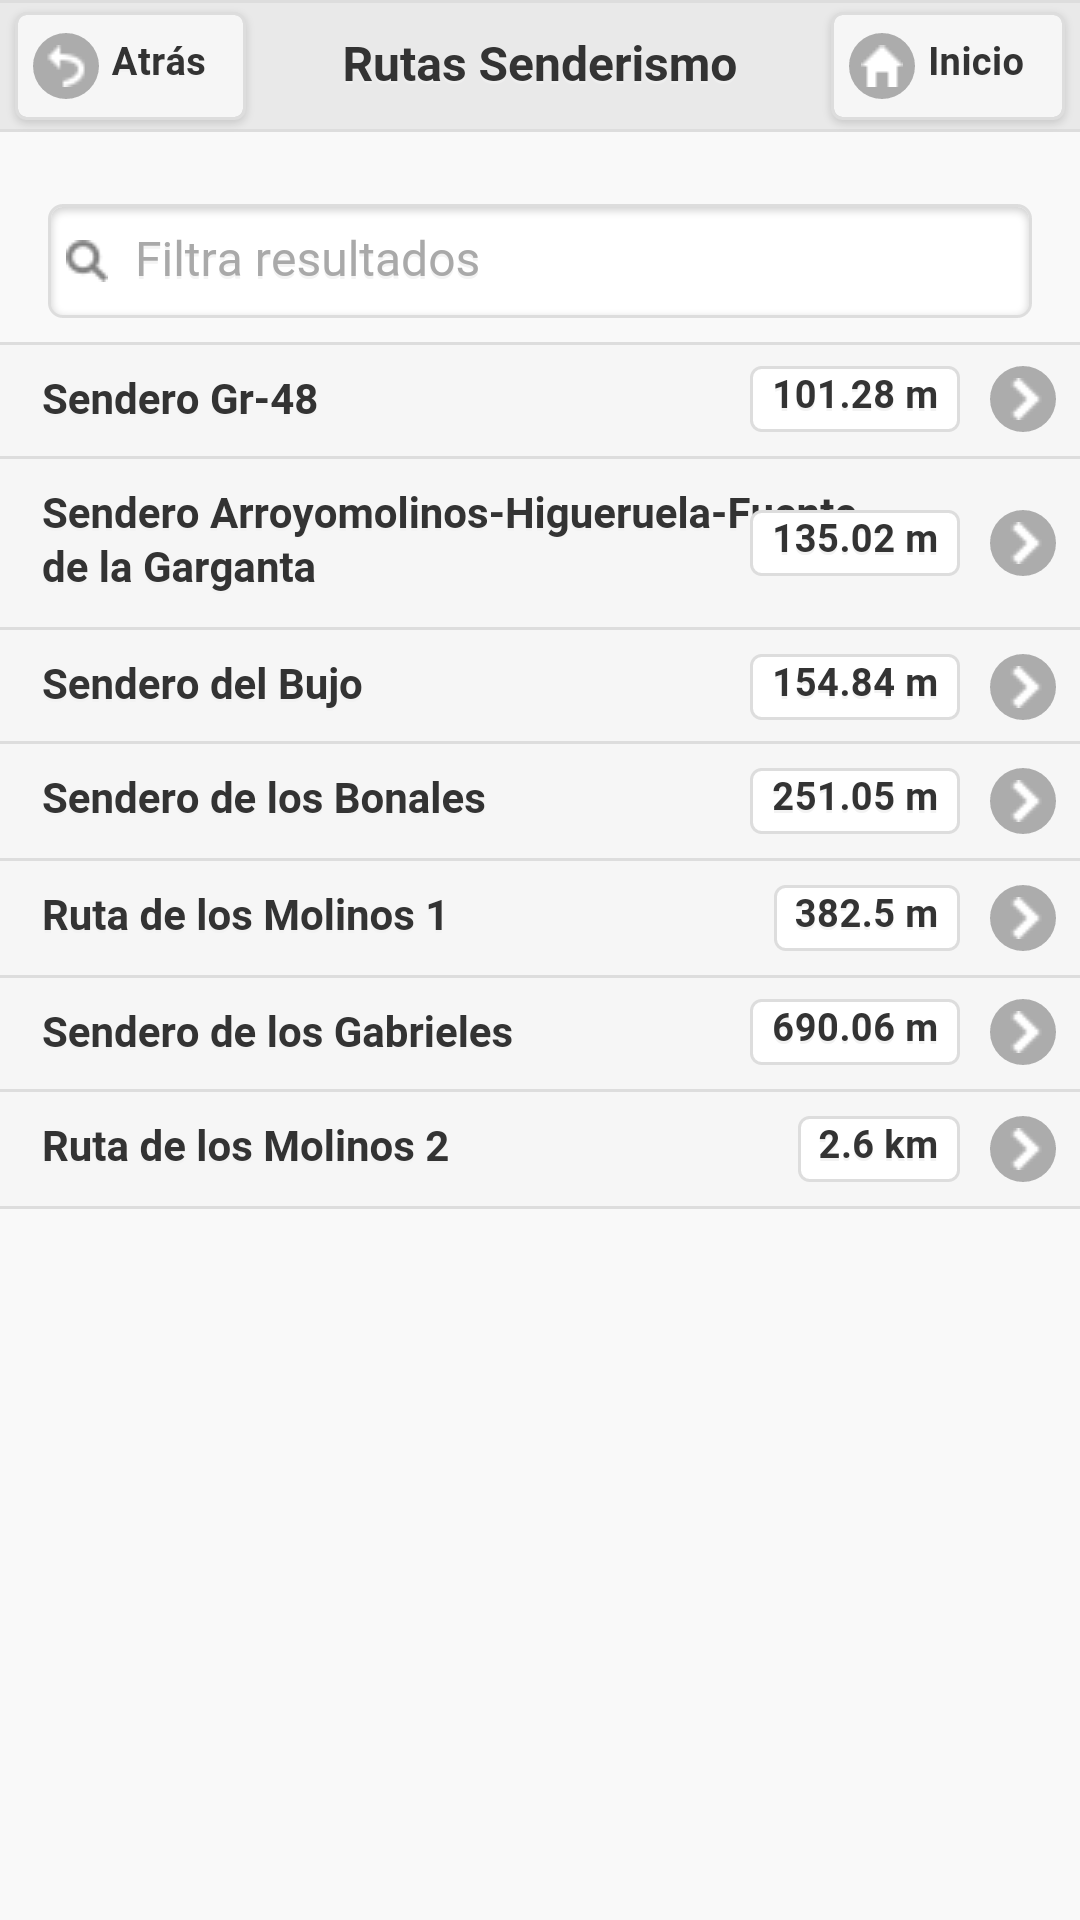 Atrás
Rutas Senderismo
Inicio
Filtra resultados
Sendero Gr-48
101.28 m
Sendero Arroyomolinos-Higueruela-Fuente
de la Garganta
135.02 m
Sendero del Bujo
154.84 m
Sendero de los Bonales
251.05 m
Ruta de los Molinos 1
382.5 m
Sendero de los Gabrieles
690.06 m
Ruta de los Molinos 2
2.6 km